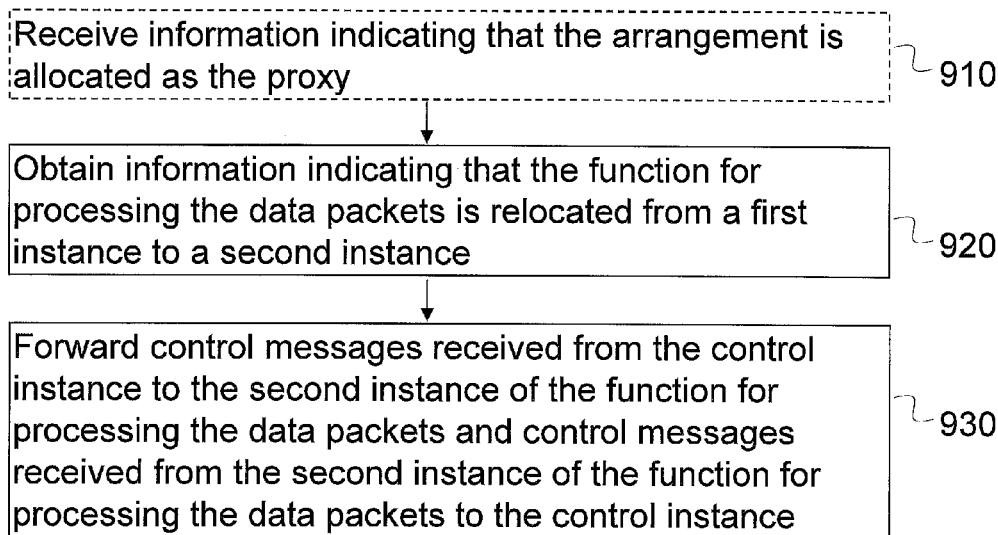 Receive information indicating that the arrangement is
allocated as the proxy
910
Obtain information indicating that the function for
processing the data packets is relocated from a first
instance to a second instance
920
Forward control messages received from the control
instance to the second instance of the function for
processing the data packets and control messages
received from the second instance of the function for
processing the data packets to the control instance
930